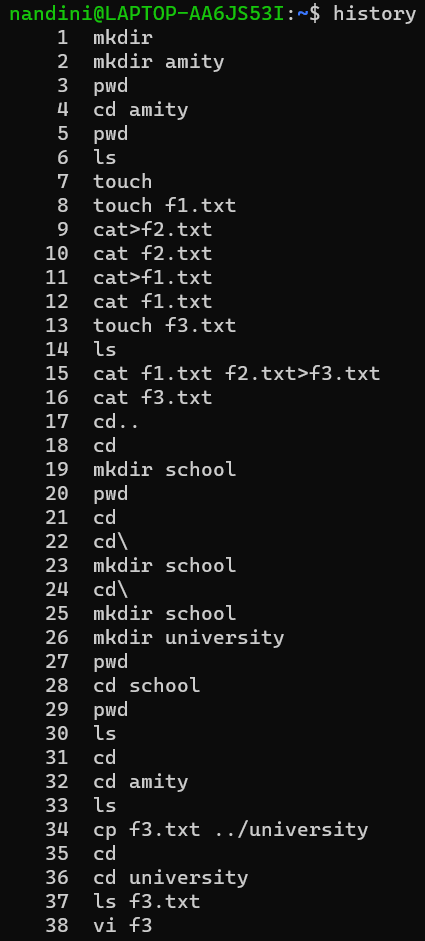 nandini@LAPTOP-AA6JS53I:~$ history
1 mkdir
2 mkdir amity
3 pwd
4 cd amity
5 pwd
6 ls
7 touch
8 touch f1.txt
9 cat>f2.txt
10 cat f2.txt
11 cat>f1.txt
12 cat f1.txt
13 touch f3.txt
14 ls
15 cat f1.txt f2.txt>f3.txt
16 cat f3.txt
17 cd..
18 cd
19 mkdir school
20 pwd
21 cd
22 cd\
23 mkdir school
24 cd\
25 mkdir school
26 mkdir university
27 pwd
28 cd school
29 pwd
30 ls
31 cd
32 cd amity
33 ls
34 cp f3.txt ../university
35 cd
36 cd university
37 ls f3.txt
38 vi f3